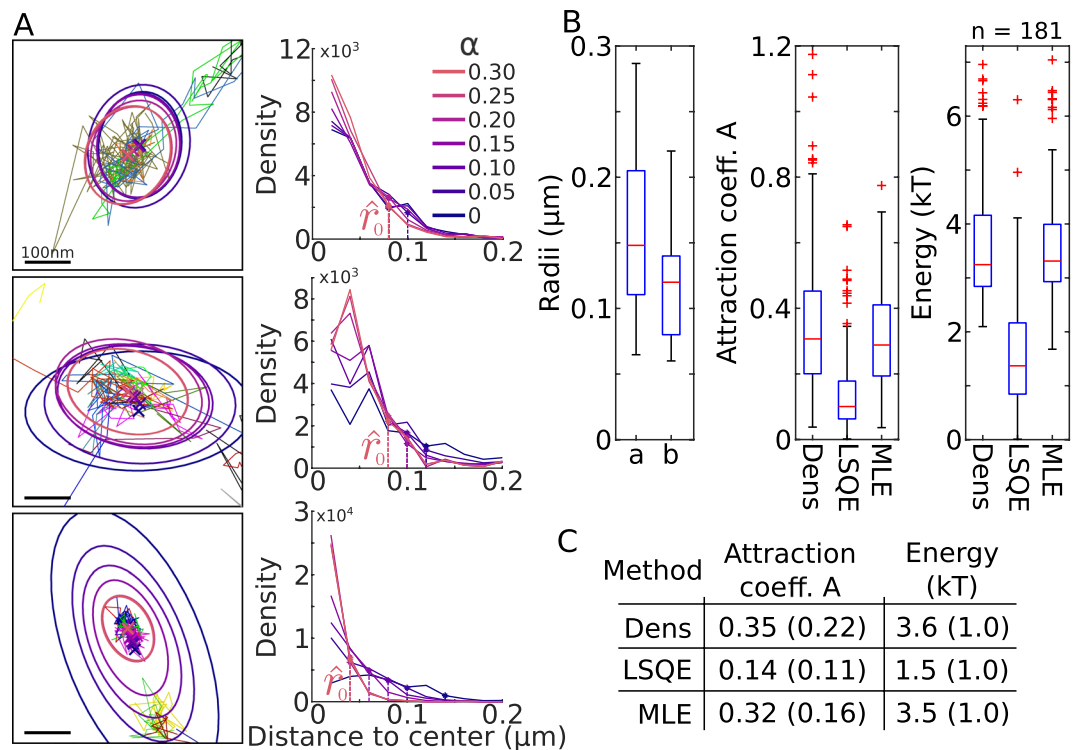 A
100nm
12
x10³
8
4
0
0
0.1
0.2
Density
α
0.30
0.25
0.20
0.15
0.10
0.05
0
r̂₀
x10³
8
6
4
2
0
0
0.1
0.2
Density
r̂₀
3
x10⁴
2
1
0
0
0.1
0.2
Density
r̂₀
Distance to center (μm)
B
0.3
0.2
0.1
0
Radii (μm)
a
b
1.2
0.8
0.4
0
Attraction coeff. A
Dens
LSQE
MLE
n = 181
6
4
2
0
Energy (kT)
Dens
LSQE
MLE
C
Method Attraction coeff. A Energy (kT)
Dens 0.35 (0.22) 3.6 (1.0)
LSQE 0.14 (0.11) 1.5 (1.0)
MLE 0.32 (0.16) 3.5 (1.0)